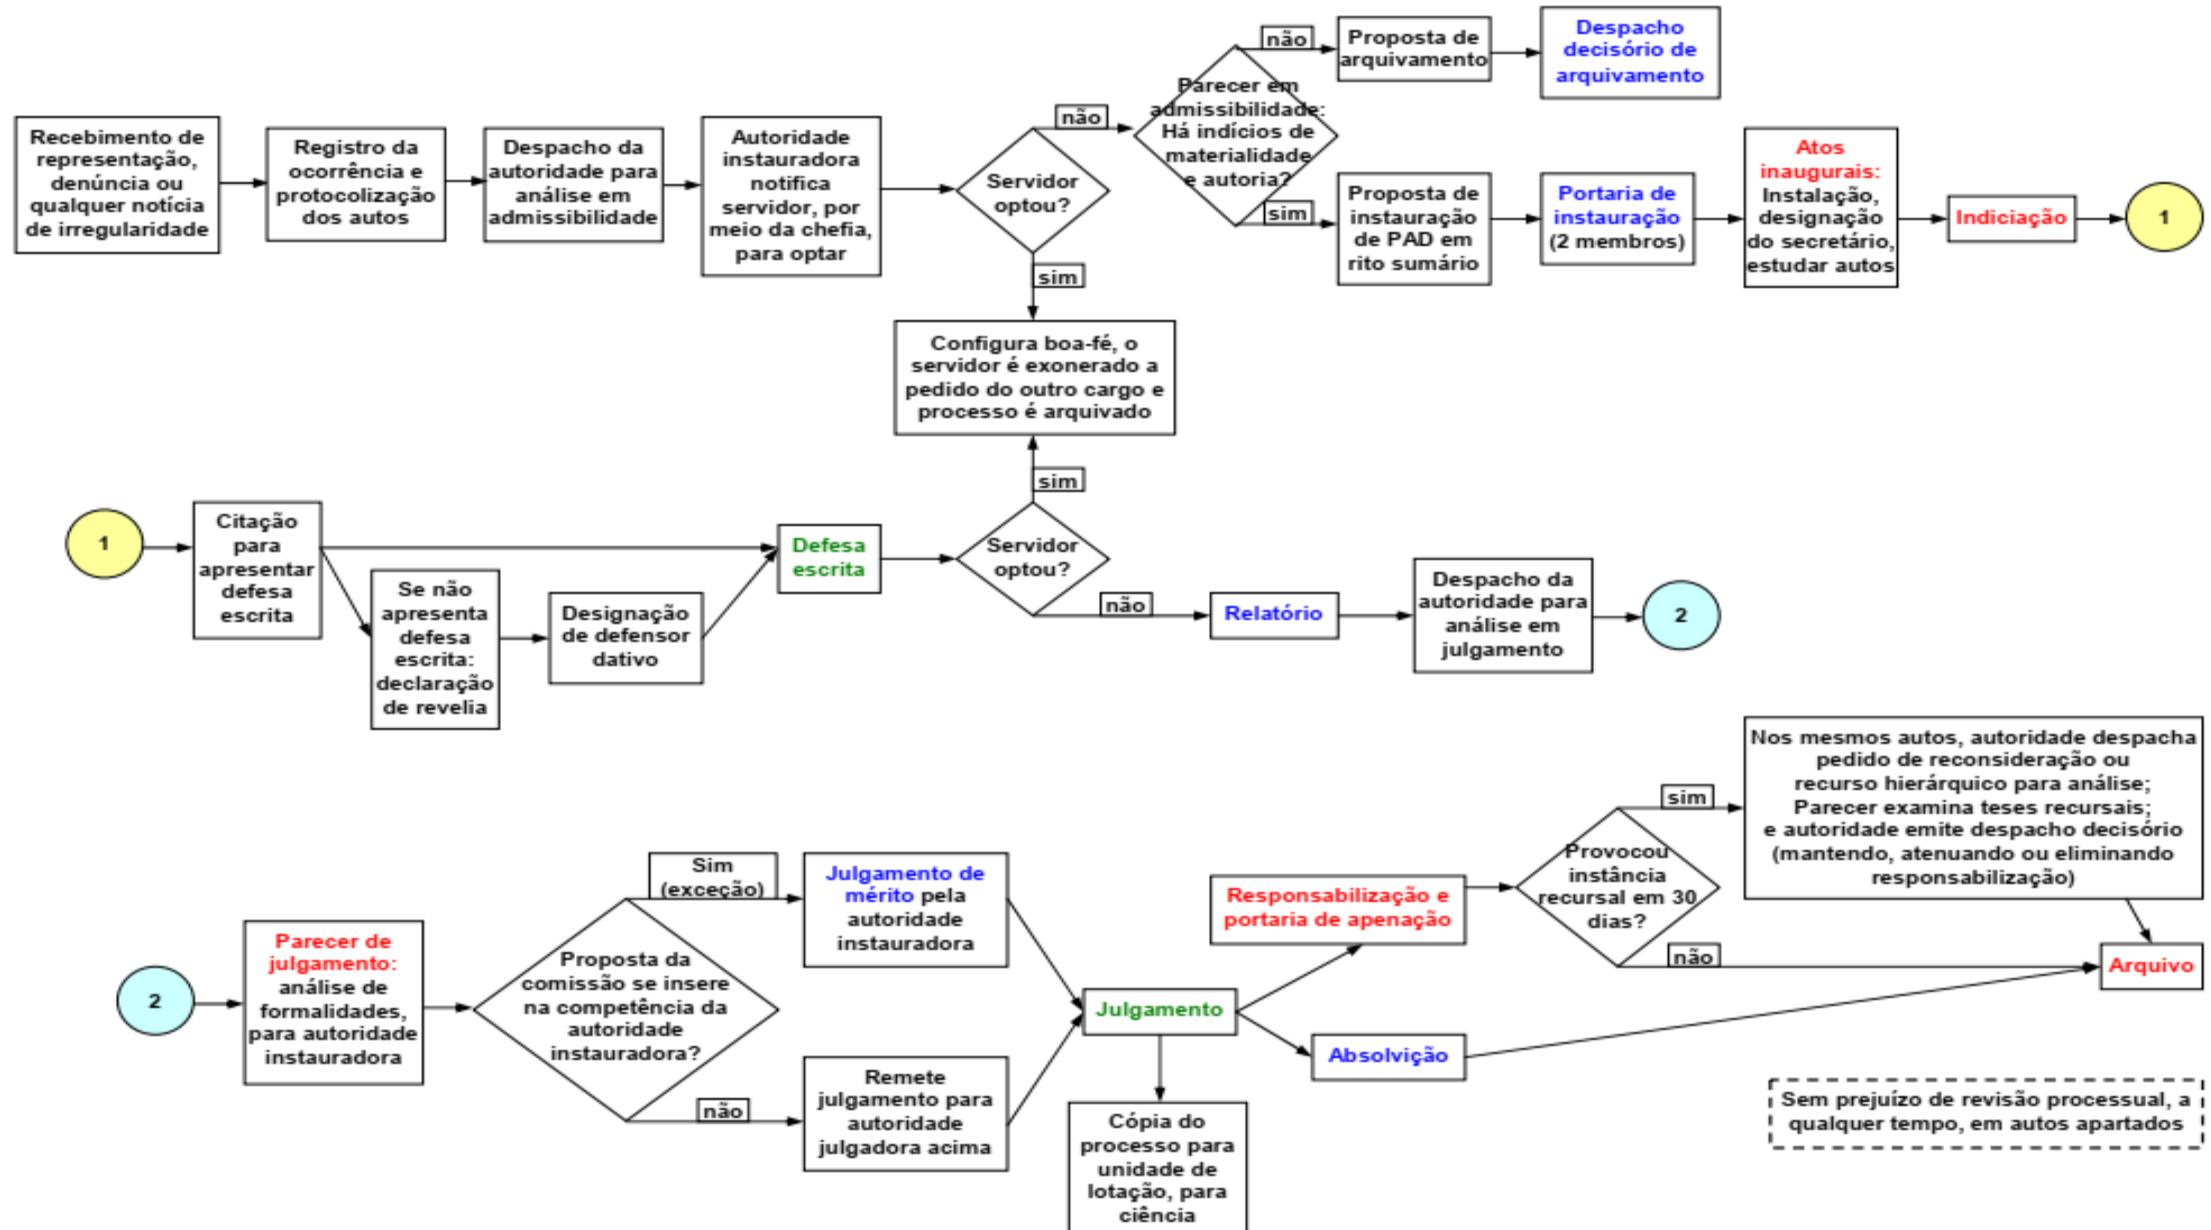 Recebimento de
representação,
denúncia ou
qualquer notícia
de irregularidade
Registro da
ocorrência e
protocolização
dos autos
Despacho da
autoridade para
análise em
admissibilidade
Autoridade
instauradora
notifica
servidor, por
meio da chefia,
para optar
Servidor
optou?
não
sim
Parecer em
admissibilidade:
Há indícios de
materialidade
e autoria?
não
Proposta de
arquivamento
Despacho
decisório de
arquivamento
sim
Proposta de
instauração
de PAD em
rito sumário
Portaria de
instauração
(2 membros)
Atos
inaugurais:
Instalação,
designação
do secretário,
estudar autos
Indiciação
1
Configura boa-fé, o
servidor é exonerado a
pedido do outro cargo e
processo é arquivado
1
Citação
para
apresentar
defesa
escrita
Se não
apresenta
defesa
escrita:
declaração
de revelia
Designação
de defensor
dativo
Defesa
escrita
Servidor
optou?
sim
não
Relatório
Despacho da
autoridade para
análise em
julgamento
2
2
Parecer de
julgamento:
análise de
formalidades,
para autoridade
instauradora
Proposta da
comissão se insere
na competência da
autoridade
instauradora?
Sim
(exceção)
Julgamento de
mérito pela
autoridade
instauradora
não
Remete
julgamento para
autoridade
julgadora acima
Julgamento
Cópia do
processo para
unidade de
lotação, para
ciência
Responsabilização e
portaria de apenação
Absolvição
Provocou
instância
recursal em 30
dias?
sim
Nos mesmos autos, autoridade despacha
pedido de reconsideração ou
recurso hierárquico para análise;
Parecer examina teses recursais;
e autoridade emite despacho decisório
(mantendo, atenuando ou eliminando
responsabilização)
não
Arquivo
Sem prejuízo de revisão processual, a
qualquer tempo, em autos apartados